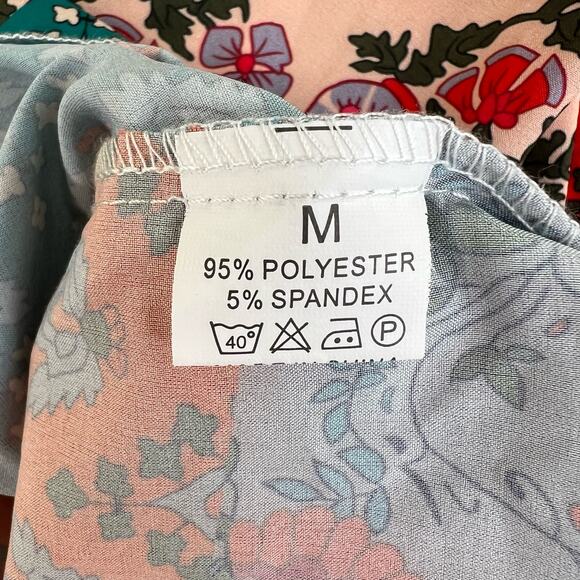 M
95% POLYESTER
5% SPANDEX
40° P